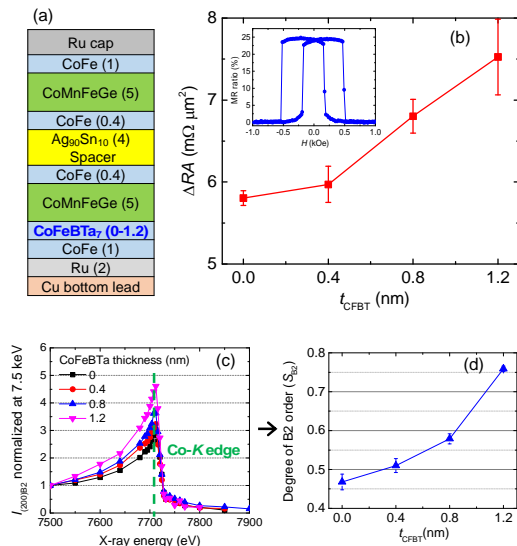 (a)
Ru cap
CoFe (1)
CoMnFeGe (5)
CoFe (0.4)
Ag90Sn10 (4)
Spacer
CoFe (0.4)
CoMnFeGe (5)
CoFeBTa7 (0-1.2)
CoFe (1)
Ru (2)
Cu bottom lead
(b)
ΔRA (mΩ μm²)
8
7
6
5
0.0 0.4 0.8 1.2
tCFBT (nm)
MR ratio (%)
25
20
15
10
5
0
-1.0 -0.5 0.0 0.5 1.0
H (kOe)
(c)
I(200)B2 normalized at 7.5 keV
6
5
4
3
2
1
0
CoFeBTa thickness (nm)
0
0.4
0.8
1.2
Co-K edge
7500 7600 7700 7800 7900
X-ray energy (eV)
(d)
Degree of B2 order (SB2)
0.8
0.7
0.6
0.5
0.4
0.0 0.4 0.8 1.2
tCFBT(nm)